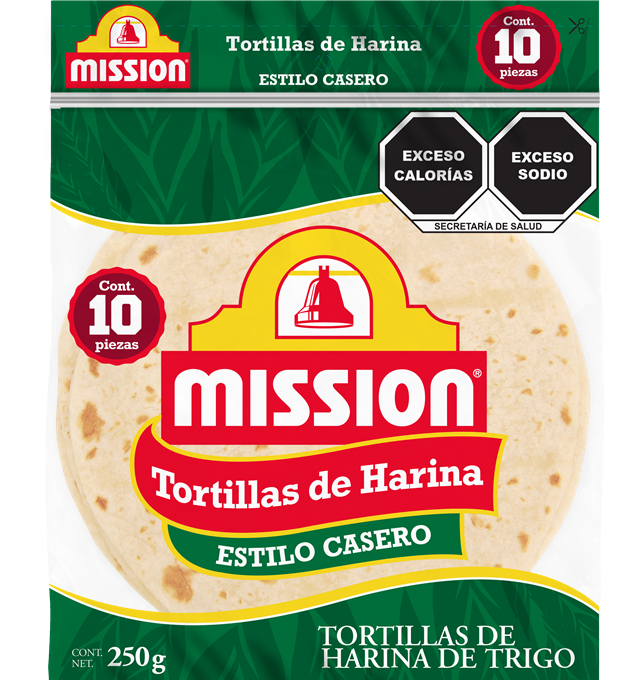 MISSION®
Tortillas de Harina
ESTILO CASERO
Cont.
10
piezas
EXCESO
CALORÍAS
EXCESO
SODIO
SECRETARÍA DE SALUD
Cont.
10
piezas
MISSION®
Tortillas de Harina
ESTILO CASERO
CONT.
NET. 250g
TORTILLAS DE
HARINA DE TRIGO